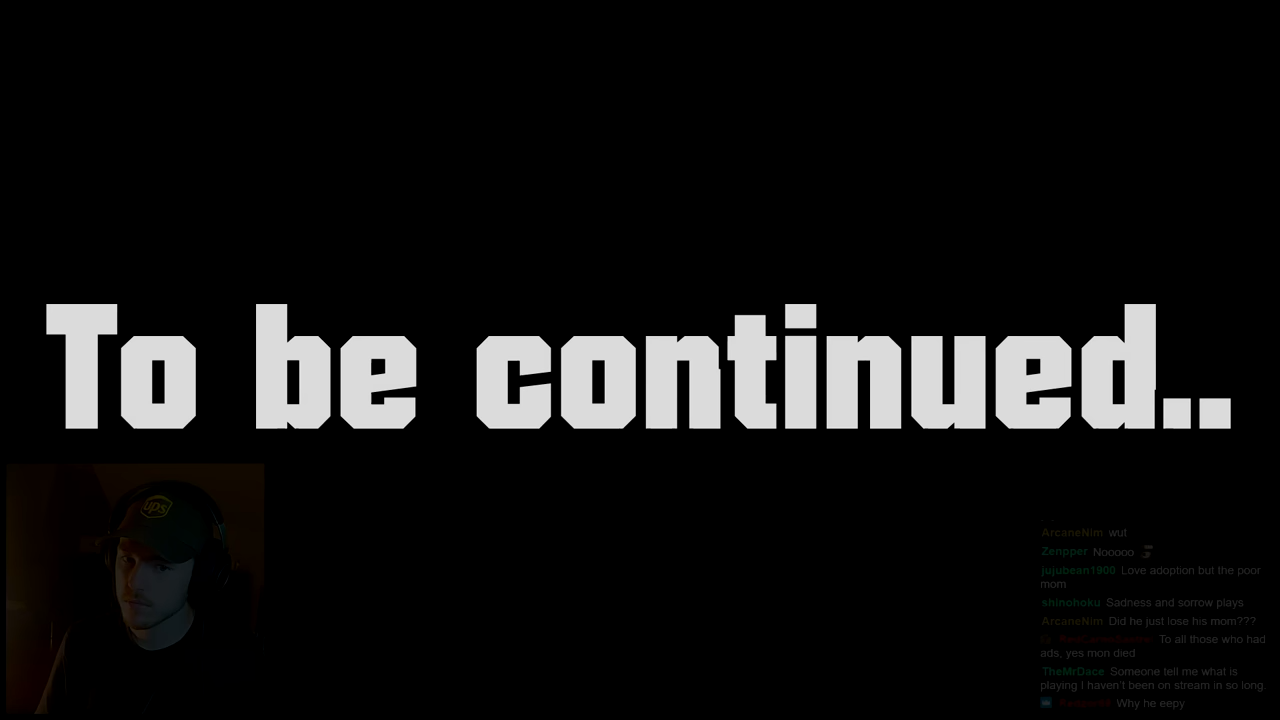 To be continued..
ups
ArcaneNim wut
Zenpper Nooooo
jujubean1900 Love adoption but the poor
mom
shinohoku Sadness and sorrow plays
ArcaneNim Did he just lose his mom???
To all those who had
ads, yes mon died
TheMrDace Someone tell me what is
playing I haven't been on stream in so long.
Why he eepy